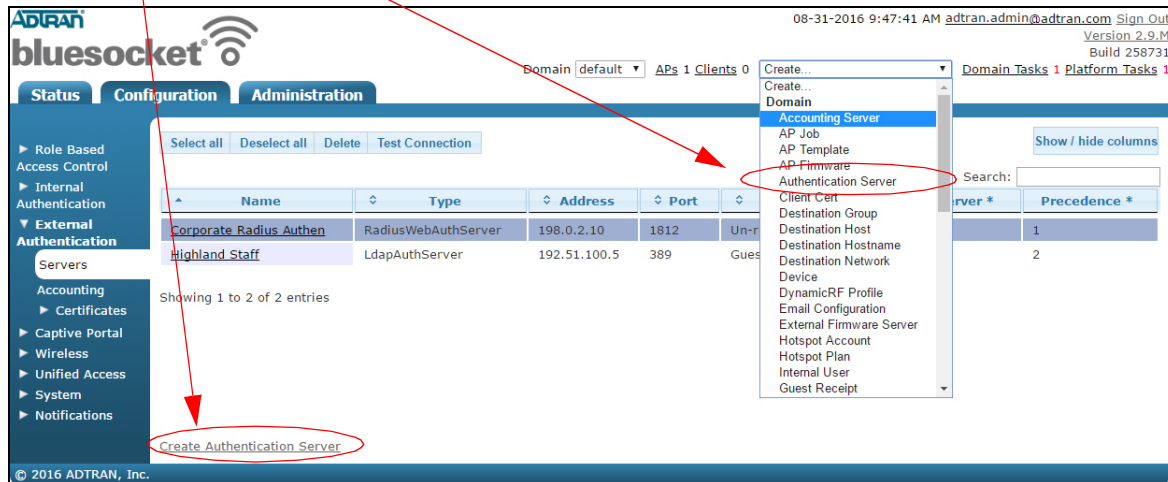 ADTRAN
bluesocket
08-31-2016 9:47:41 AM adtran.admin@adtran.com Sign Out
Version 2.9.M
Build 258731
Domain default APs 1 Clients 0 Create... Domain Tasks 1 Platform Tasks 1
Status Configuration Administration
Role Based
Access Control
Internal
Authentication
External
Authentication
Servers
Accounting
Certificates
Captive Portal
Wireless
Unified Access
System
Notifications
Select all Deselect all Delete Test Connection
Show / hide columns
Search:
Name Type Address Port erver * Precedence *
Corporate Radius Authen RadiusWebAuthServer 198.0.2.10 1812 Un-r 1
Highland Staff LdapAuthServer 192.51.100.5 389 Gues 2
Showing 1 to 2 of 2 entries
Create...
Domain
Accounting Server
AP Job
AP Template
AP Firmware
Authentication Server
Client Cert
Destination Group
Destination Host
Destination Hostname
Destination Network
Device
DynamicRF Profile
Email Configuration
External Firmware Server
Hotspot Account
Hotspot Plan
Internal User
Guest Receipt
Create Authentication Server
© 2016 ADTRAN, Inc.